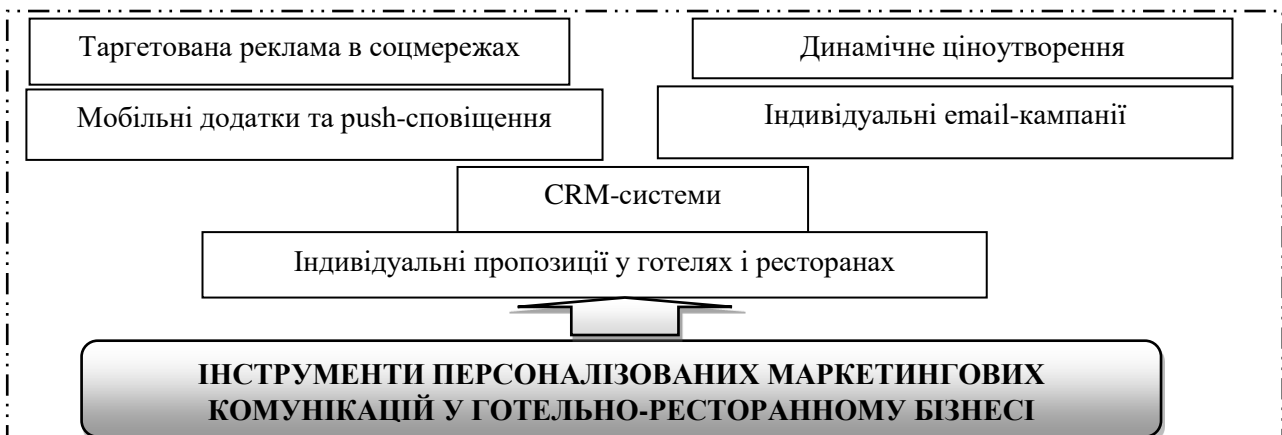 Таргетована реклама в соцмережах
Динамічне ціноутворення
Мобільні додатки та push-сповіщення
Індивідуальні email-кампанії
CRM-системи
Індивідуальні пропозиції у готелях і ресторанах
ІНСТРУМЕНТИ ПЕРСОНАЛІЗОВАНИХ МАРКЕТИНГОВИХ
КОМУНІКАЦІЙ У ГОТЕЛЬНО-РЕСТОРАННОМУ БІЗНЕСІ